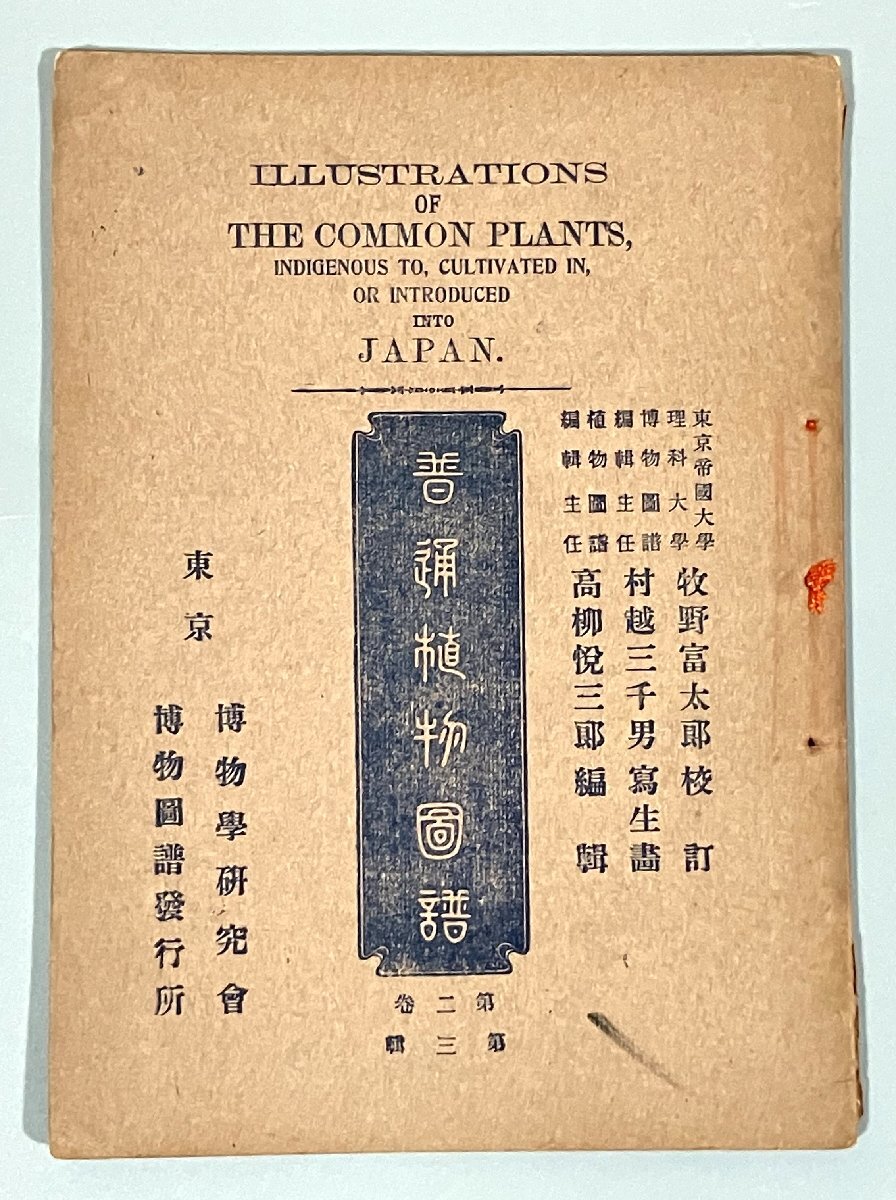 ILLUSTRATIONS
OF
THE COMMON PLANTS,
INDIGENOUS TO, CULTIVATED IN,
OR INTRODUCED
INTO
JAPAN.
東京帝國大學
理科大學
牧野富太郎校訂
博物圖譜
編輯主任
村越三千男寫生畫
植物圖譜
編輯主任
高柳悅三郎編輯
普通植物圖譜
第二卷
第三輯
東京
博物學研究會
博物圖譜發行所